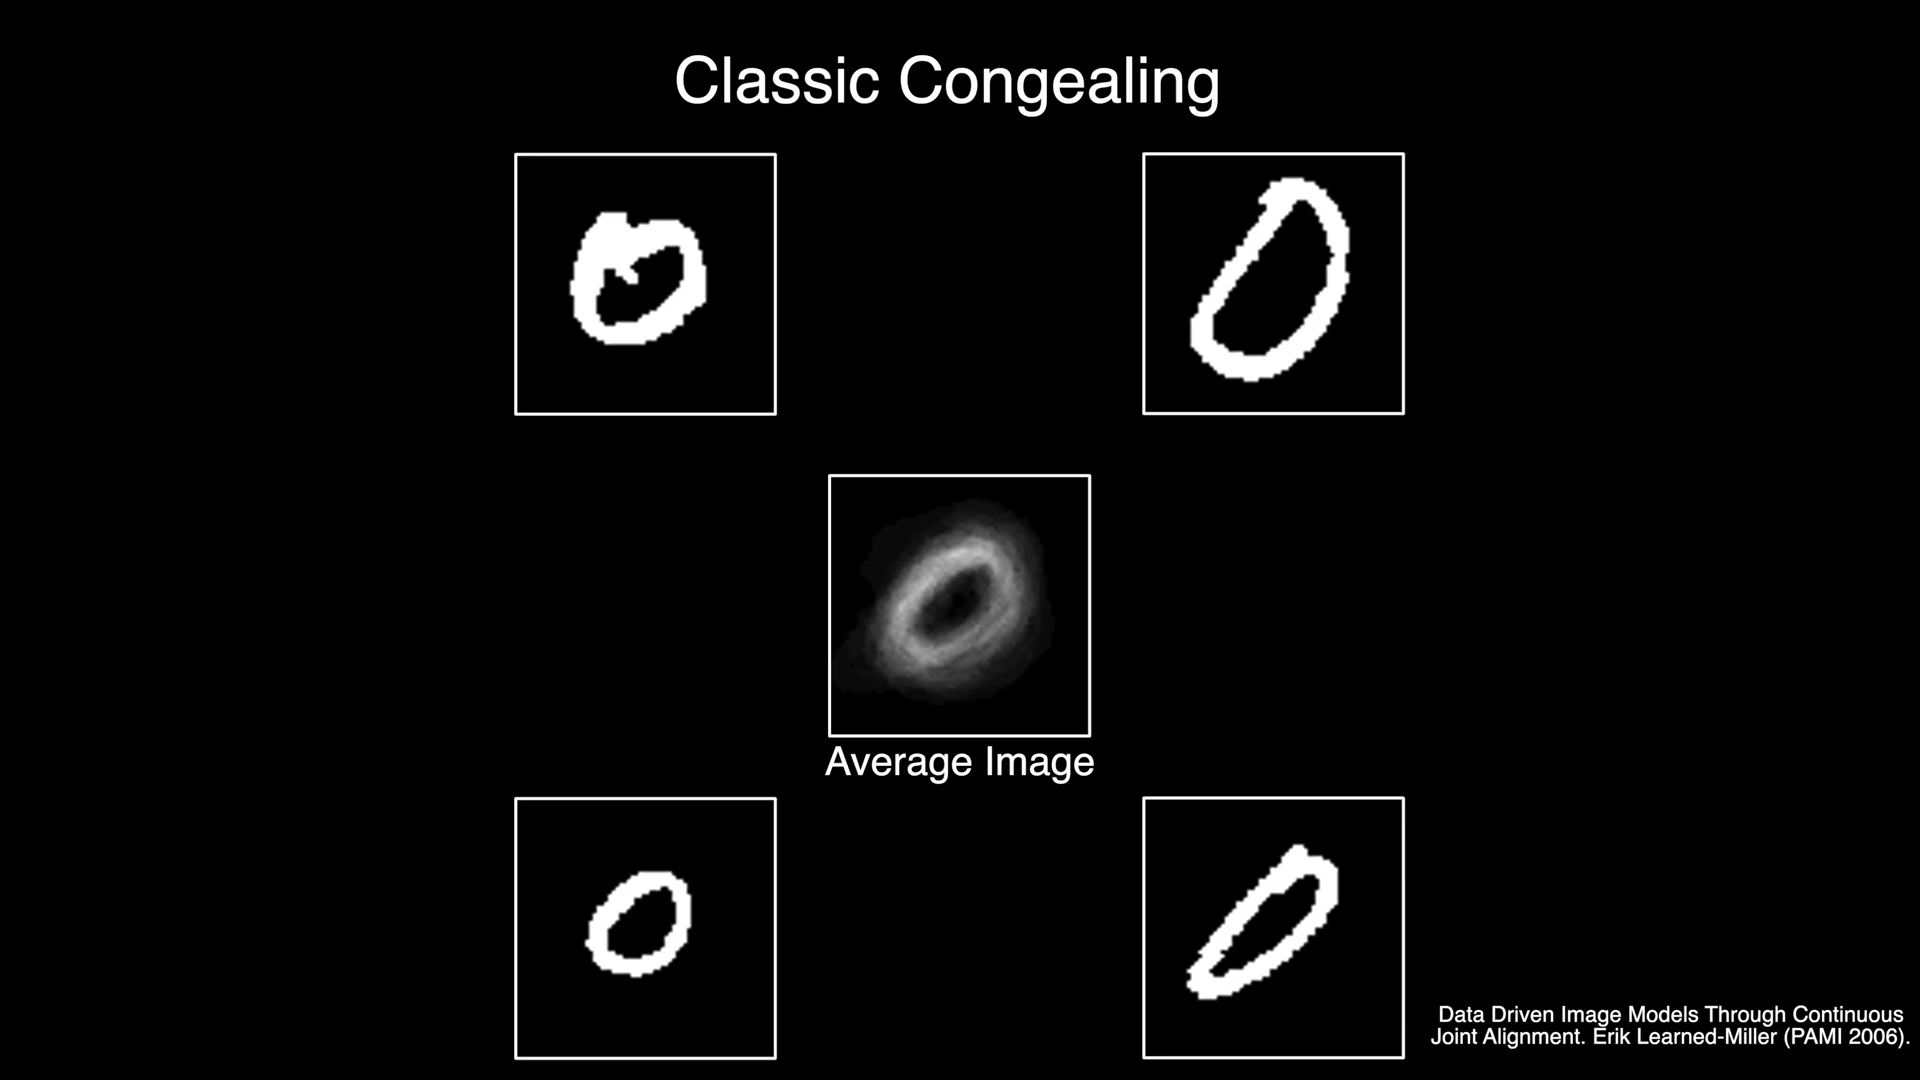 Classic Congealing
Average Image
Data Driven Image Models Through Continuous
Joint Alignment. Erik Learned-Miller (PAMI 2006).